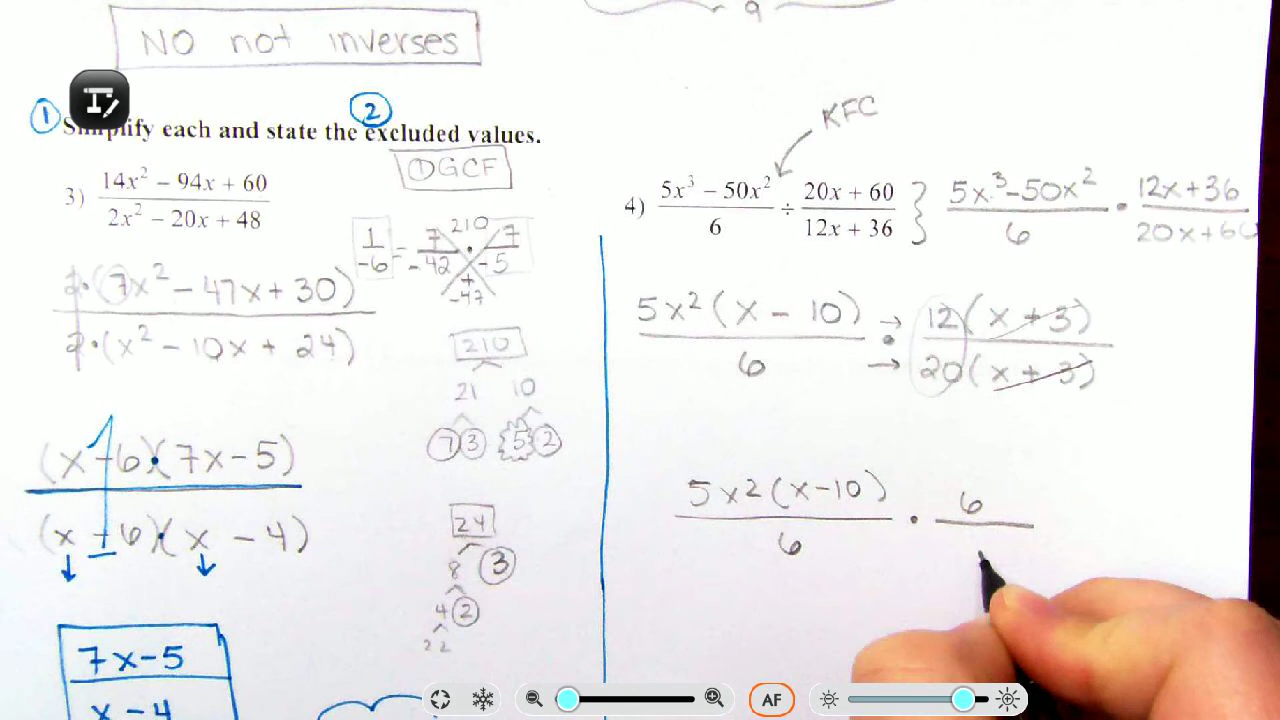 9
NO not inverses
① Simplify each and state the excluded values. ②
3) 14x² − 94x + 60
2x² − 20x + 48
① GCF
2·(7x² − 47x + 30)
2·(x² − 10x + 24)
1/-6 = 7/-42 · 7/-5
210
+
-47
210
21 10
7 3 5 2
(x − 6)·(7x − 5)
(x − 6)·(x − 4)
24
8 3
4 2
2 2
7x − 5
x − 4
KFC
4) 5x³ − 50x² ÷ 20x + 60 } 5x³ − 50x² · 12x + 36
6 12x + 36 6 20x + 60
5x² (x − 10) · 12 (x + 3)
6 20 (x + 3)
5x² (x − 10) · 6
6
AF